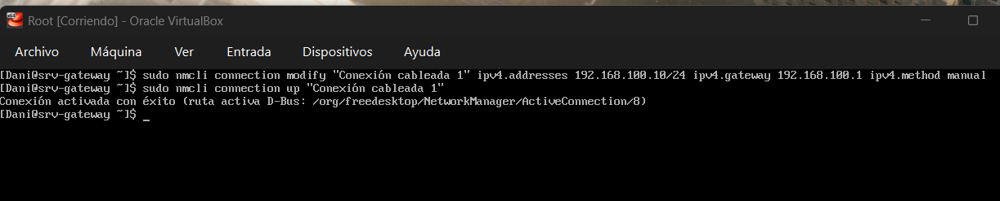 Root [Corriendo] - Oracle VirtualBox
Archivo Máquina Ver Entrada Dispositivos Ayuda
[Dani@srv-gateway ~]$ sudo nmcli connection modify "Conexión cableada 1" ipv4.addresses 192.168.100.10/24 ipv4.gateway 192.168.100.1 ipv4.method manual
[Dani@srv-gateway ~]$ sudo nmcli connection up "Conexión cableada 1"
Conexión activada con éxito (ruta activa D-Bus: /org/freedesktop/NetworkManager/ActiveConnection/8)
[Dani@srv-gateway ~]$ _